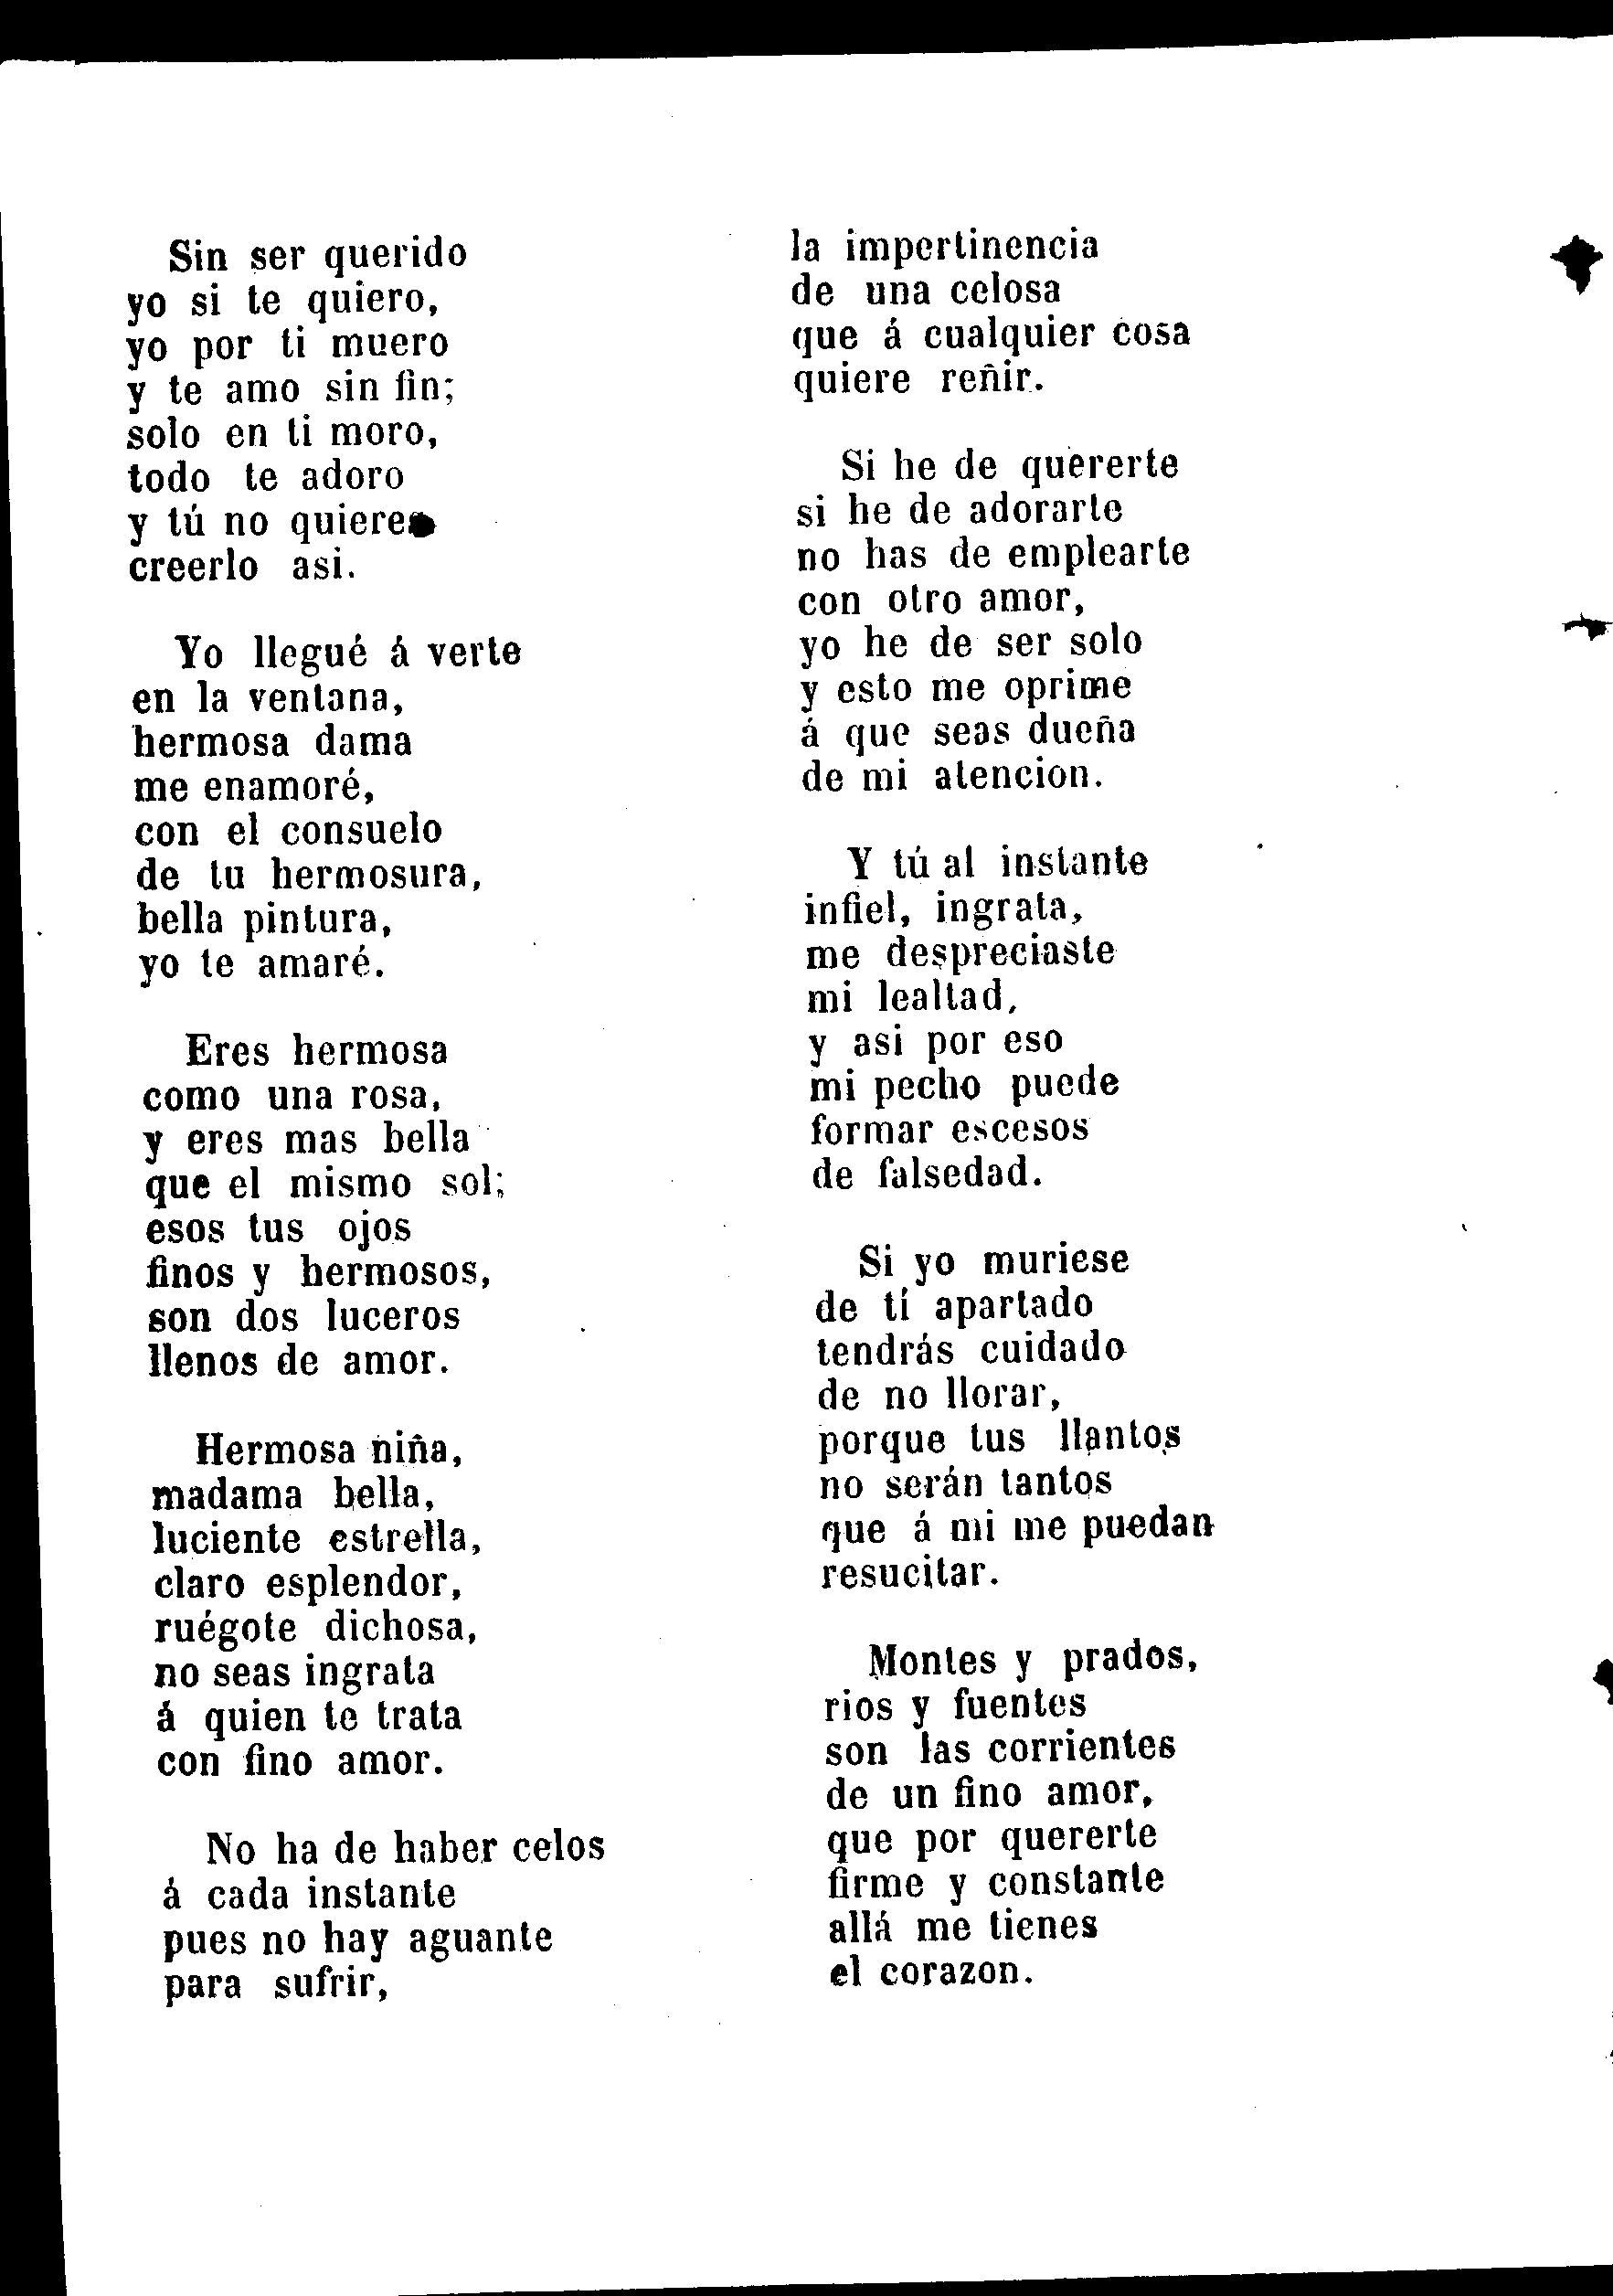 Sin ser querido
yo si te quiero,
yo por ti muero
y te amo sin fin;
solo en ti moro,
todo te adoro
y tú no quieres
creerlo asi.
Yo llegué á verte
en la ventana,
hermosa dama
me enamoré,
con el consuelo
de tu hermosura,
bella pintura,
yo te amaré.
Eres hermosa
como una rosa,
y eres mas bella
que el mismo sol;
esos tus ojos
finos y hermosos,
son dos luceros
llenos de amor.
Hermosa niña,
madama bella,
luciente estrella,
claro esplendor,
ruégote dichosa,
no seas ingrata
á quien te trata
con fino amor.
No ha de haber celos
á cada instante
pues no hay aguante
para sufrir,
la impertinencia
de una celosa
que á cualquier cosa
quiere reñir.
Si he de quererte
si he de adorarte
no has de emplearte
con otro amor,
yo he de ser solo
y esto me oprime
á que seas dueña
de mi atencion.
Y tú al instante
infiel, ingrata,
me despreciaste
mi lealtad,
y asi por eso
mi pecho puede
formar escesos
de falsedad.
Si yo muriese
de tí apartado
tendrás cuidado
de no llorar,
porque tus llantos
no serán tantos
que á mi me puedan
resucitar.
Montes y prados,
rios y fuentes
son las corrientes
de un fino amor,
que por quererte
firme y constante
allá me tienes
el corazon.